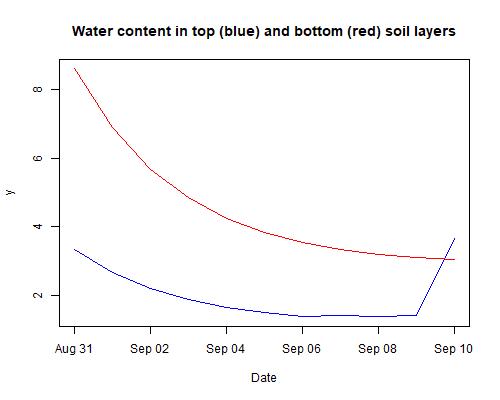 Water content in top (blue) and bottom (red) soil layers
8
6
y
4
2
Aug 31 Sep 02 Sep 04 Sep 06 Sep 08 Sep 10
Date